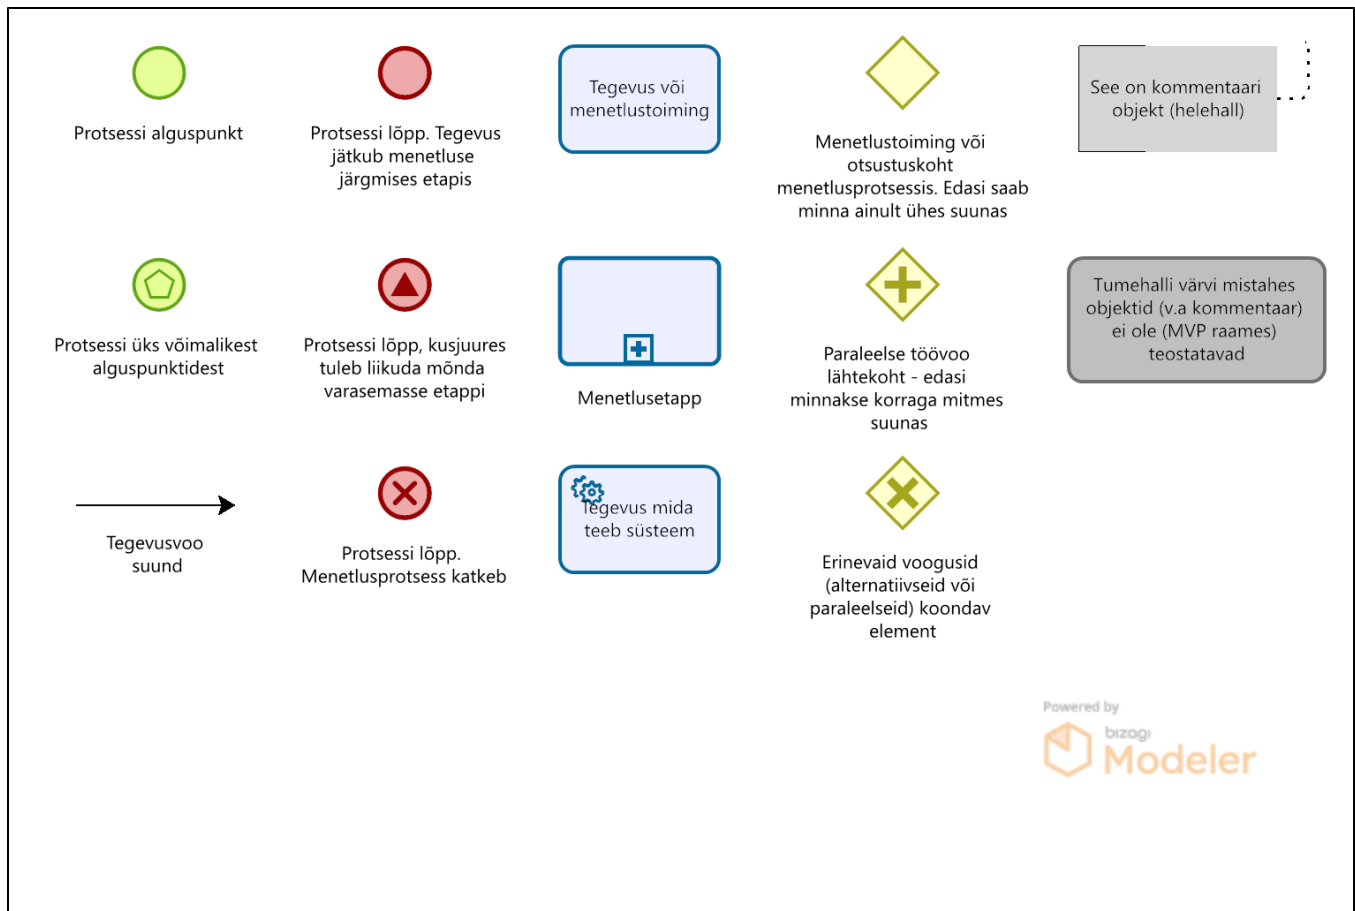 Protsessi alguspunkt
Protsessi lõpp. Tegevus
jätkub menetluse
järgmises etapis
Tegevus või
menetlustoiming
Menetlustoiming või
otsustuskoht
menetlusprotsessis. Edasi saab
minna ainult ühes suunas
See on kommentaari
objekt (helehall)
Protsessi üks võimalikest
alguspunktidest
Protsessi lõpp, kusjuures
tuleb liikuda mõnda
varasemasse etappi
Menetlusetapp
Paraleelse töövoo
lähtekoht - edasi
minnakse korraga mitmes
suunas
Tumehalli värvi mistahes
objektid (v.a kommentaar)
ei ole (MVP raames)
teostatavad
Tegevusvoo
suund
Protsessi lõpp.
Menetlusprotsess katkeb
Tegevus mida
teeb süsteem
Erinevaid voogusid
(alternatiivseid või
paraleelseid) koondav
element
Powered by
bizagi
Modeler